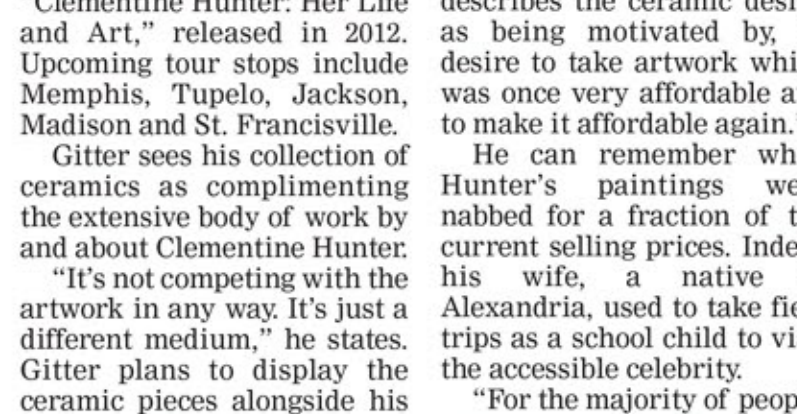 Clementine Hunter: Her Life
and Art,” released in 2012.
Upcoming tour stops include
Memphis, Tupelo, Jackson,
Madison and St. Francisville.
Gitter sees his collection of
ceramics as complimenting
the extensive body of work by
and about Clementine Hunter.
“It's not competing with the
artwork in any way. It's just a
different medium,” he states.
Gitter plans to display the
ceramic pieces alongside his
describes the ceramic
as being motivated by,
desire to take artwork
was once very affordable
to make it affordable again.”
He can remember
Hunter's paintings
nabbed for a fraction of
current selling prices.
his wife, a native
Alexandria, used to take
trips as a school child to
the accessible celebrity.
“For the majority of